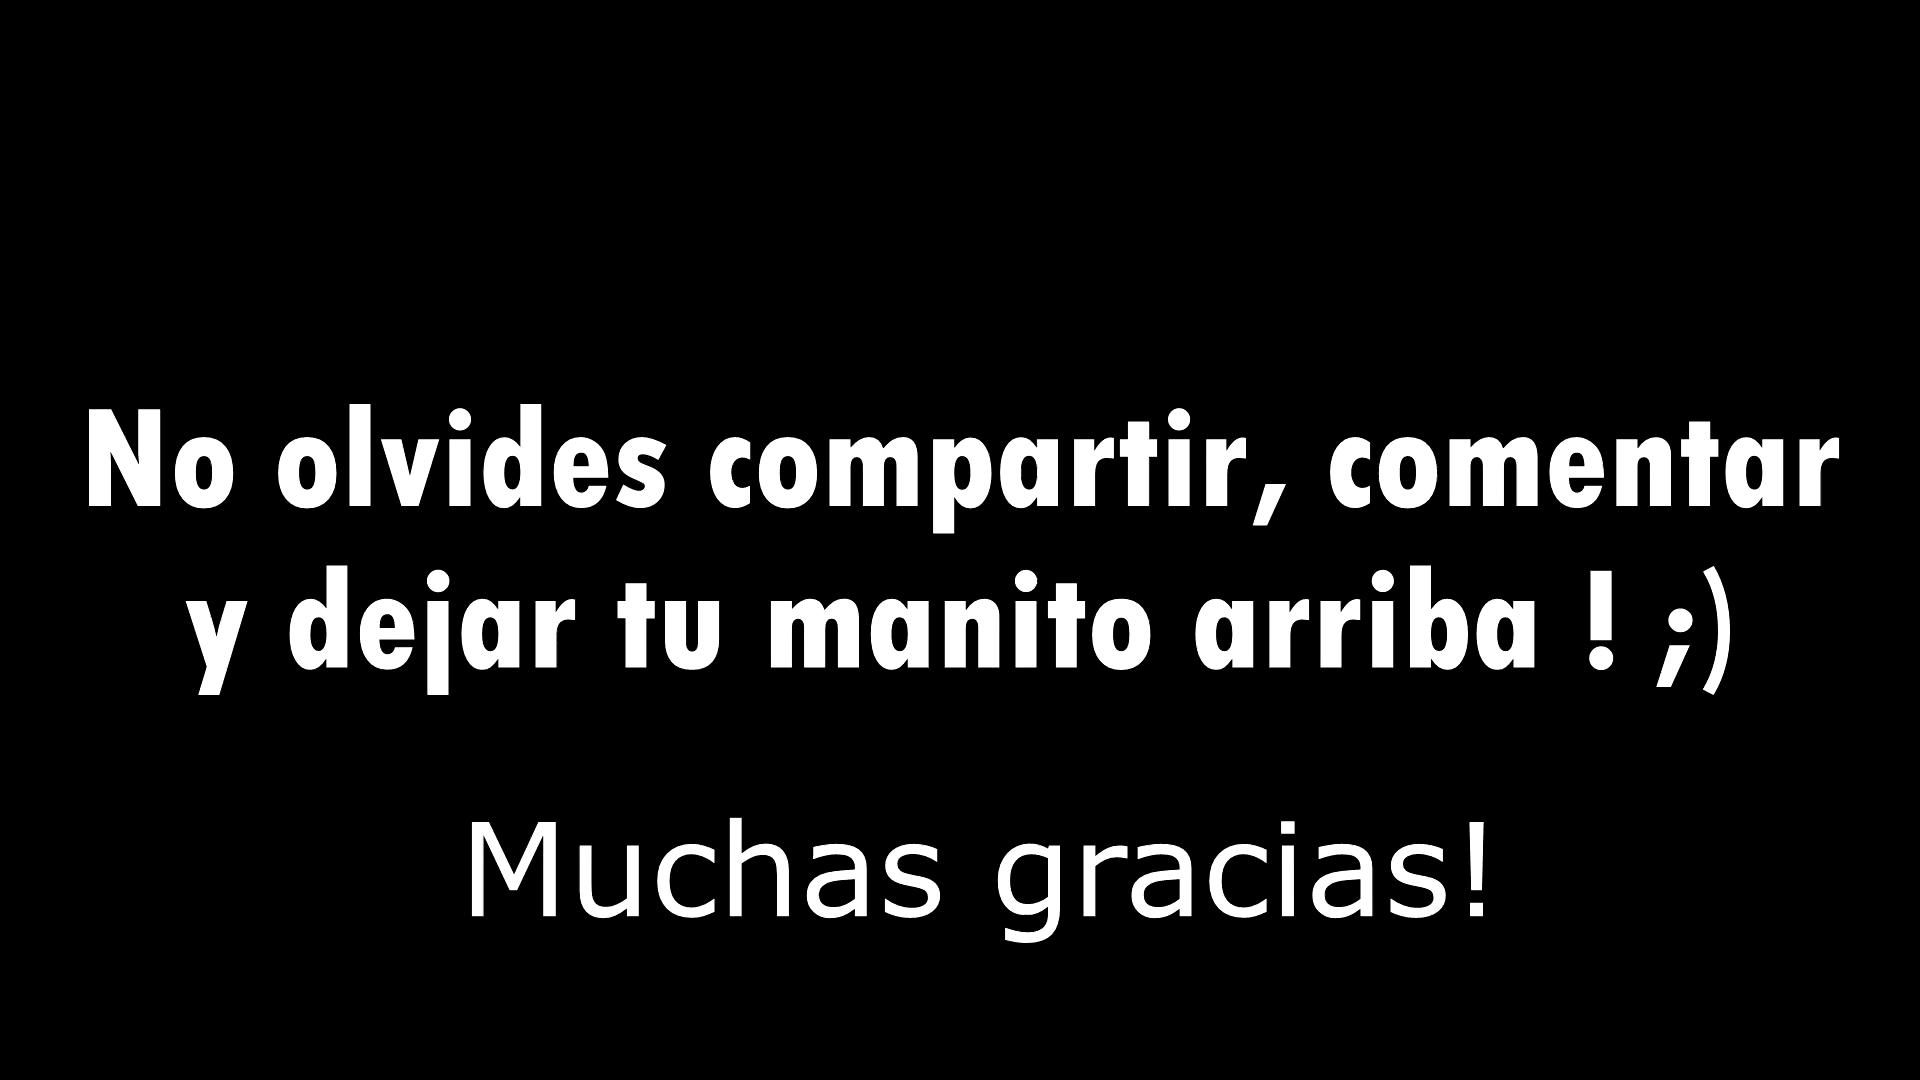 No olvides compartir, comentar
y dejar tu manito arriba ! ;)
Muchas gracias!